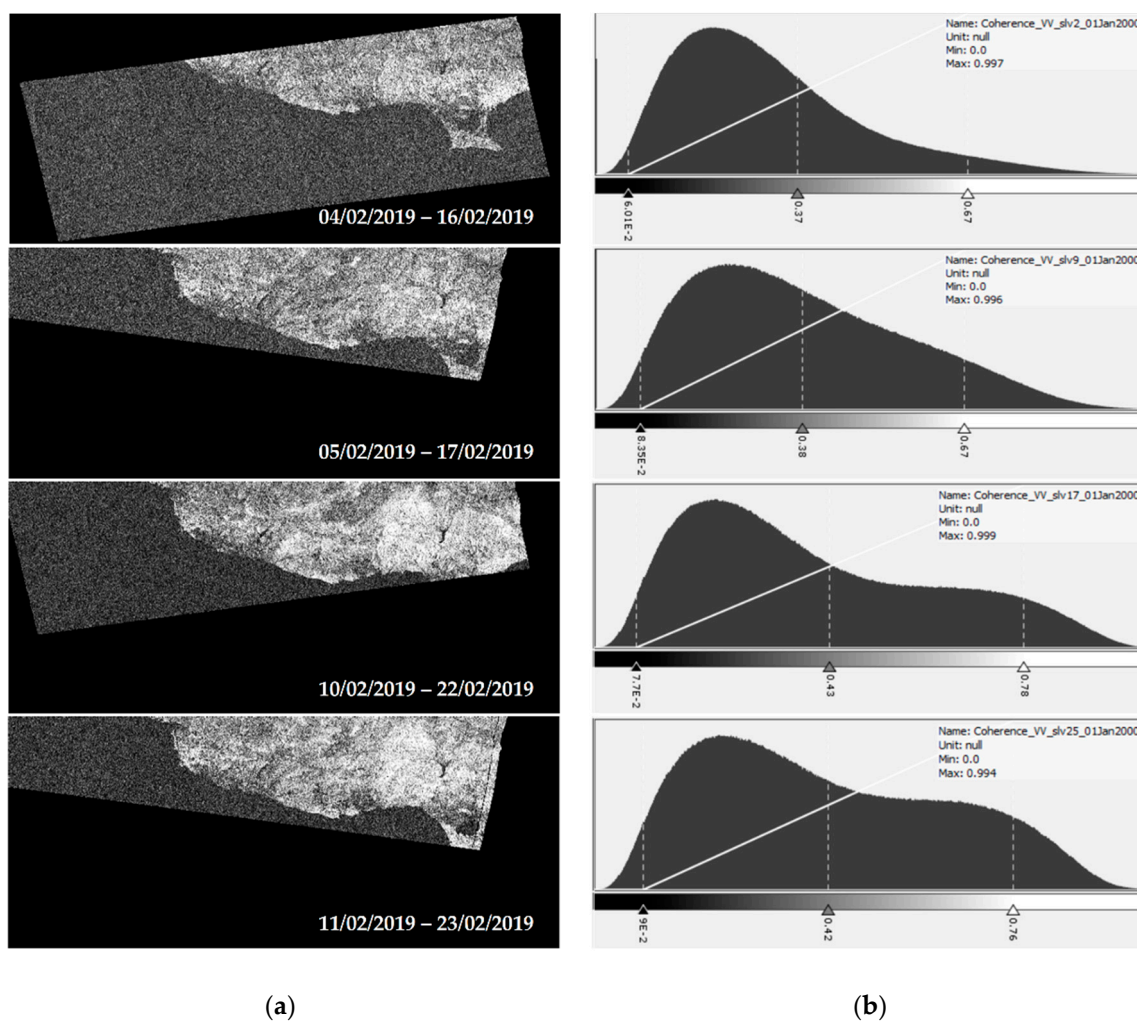 04/02/2019 – 16/02/2019
Name: Coherence_VV_slv2_01Jan2000
Unit: null
Min: 0.0
Max: 0.997
6.01E-2
0.37
0.67
05/02/2019 – 17/02/2019
Name: Coherence_VV_slv9_01Jan2000
Unit: null
Min: 0.0
Max: 0.996
8.35E-2
0.38
0.67
10/02/2019 – 22/02/2019
Name: Coherence_VV_slv17_01Jan2000
Unit: null
Min: 0.0
Max: 0.999
7.7E-2
0.43
0.78
11/02/2019 – 23/02/2019
Name: Coherence_VV_slv25_01Jan2000
Unit: null
Min: 0.0
Max: 0.994
9E-2
0.42
0.76
(a)
(b)